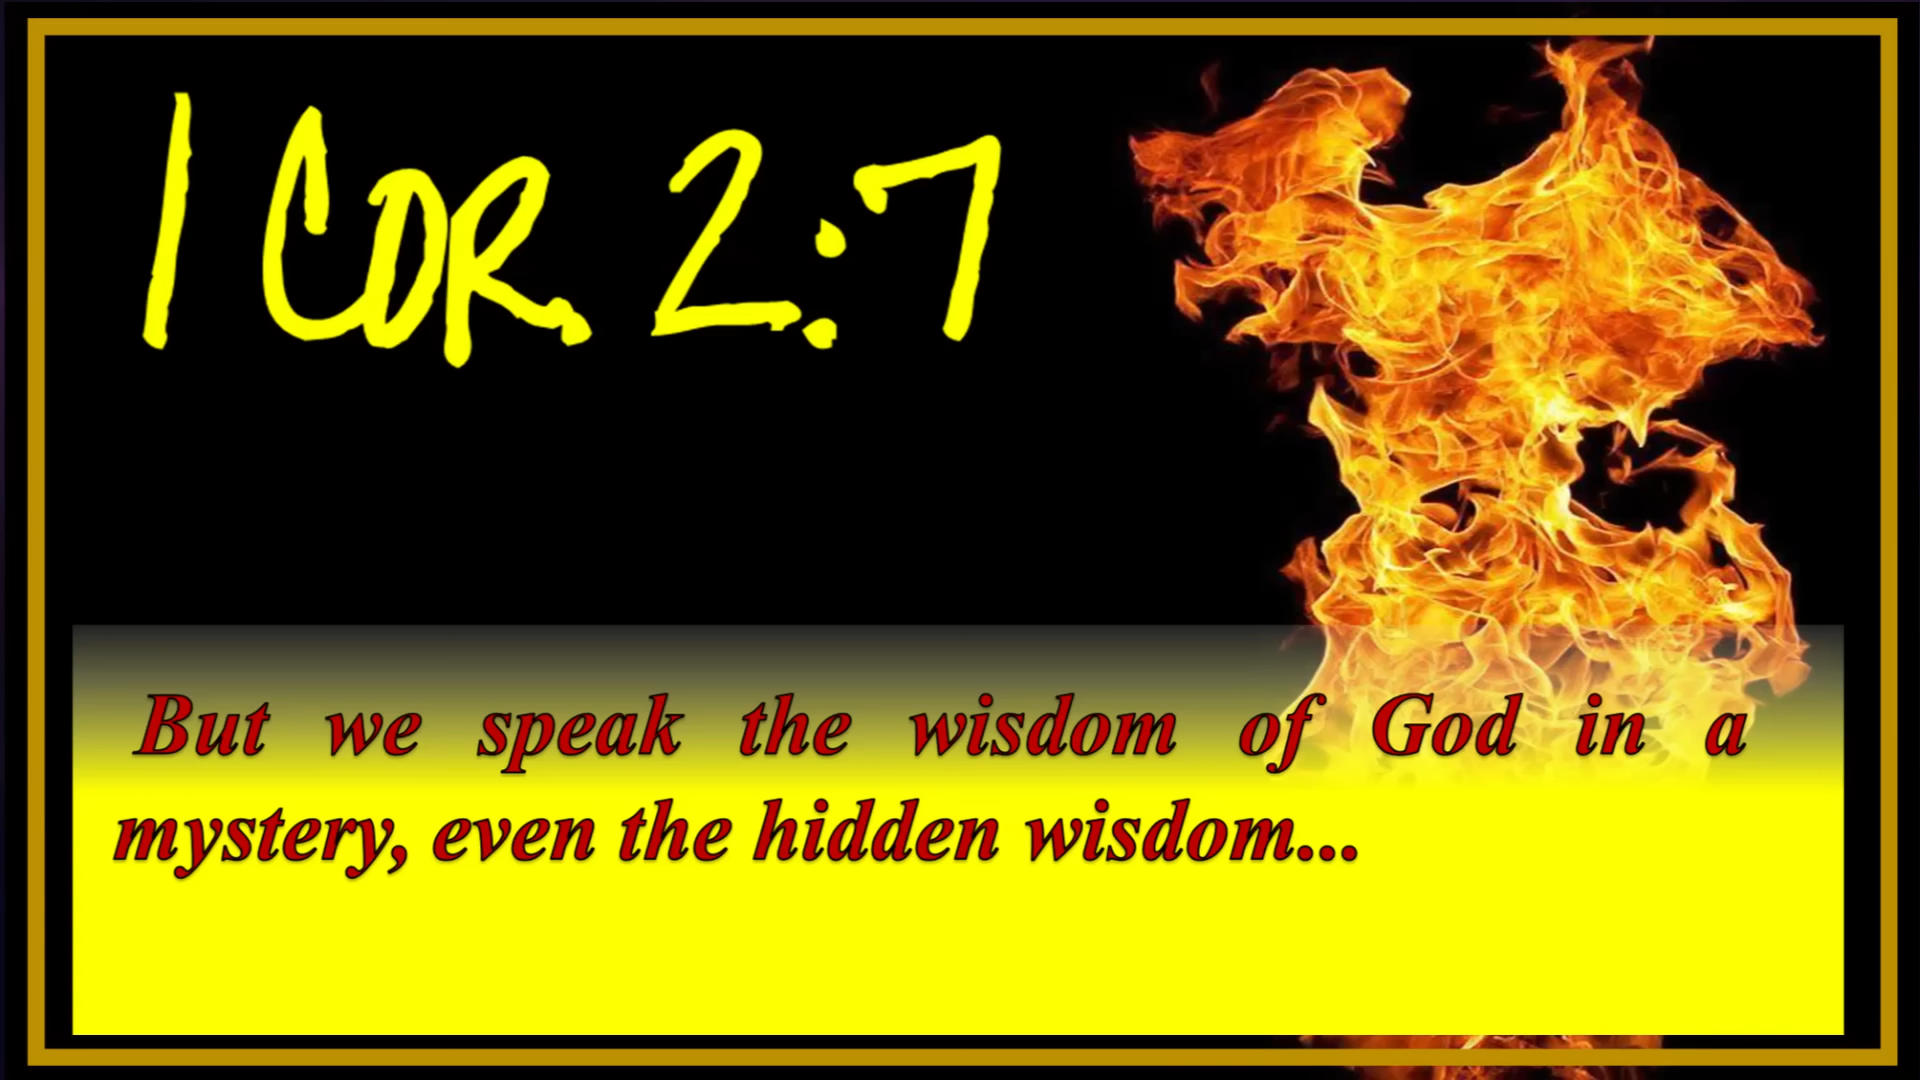 1 COR. 2:7
But we speak the wisdom of God in a
mystery, even the hidden wisdom...